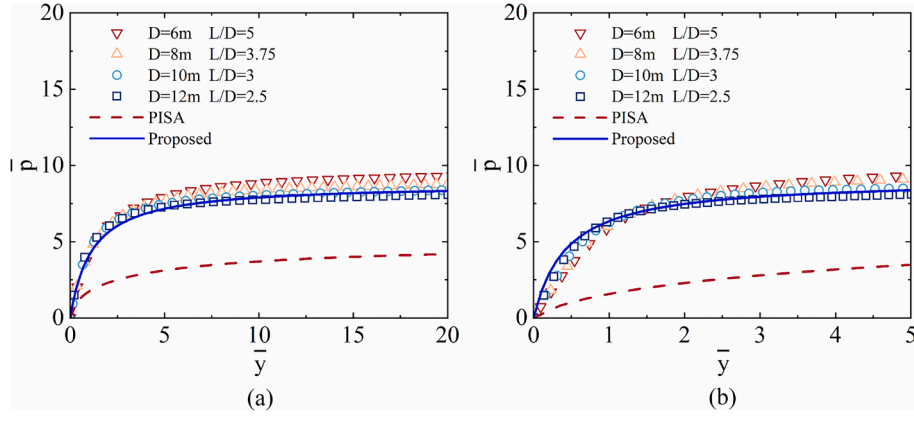 20
15
10
5
0
p̅
D=6m L/D=5
D=8m L/D=3.75
D=10m L/D=3
D=12m L/D=2.5
PISA
Proposed
0 5 10 15 20
y̅
(a)
20
15
10
5
0
p̅
D=6m L/D=5
D=8m L/D=3.75
D=10m L/D=3
D=12m L/D=2.5
PISA
Proposed
0 1 2 3 4 5
y̅
(b)